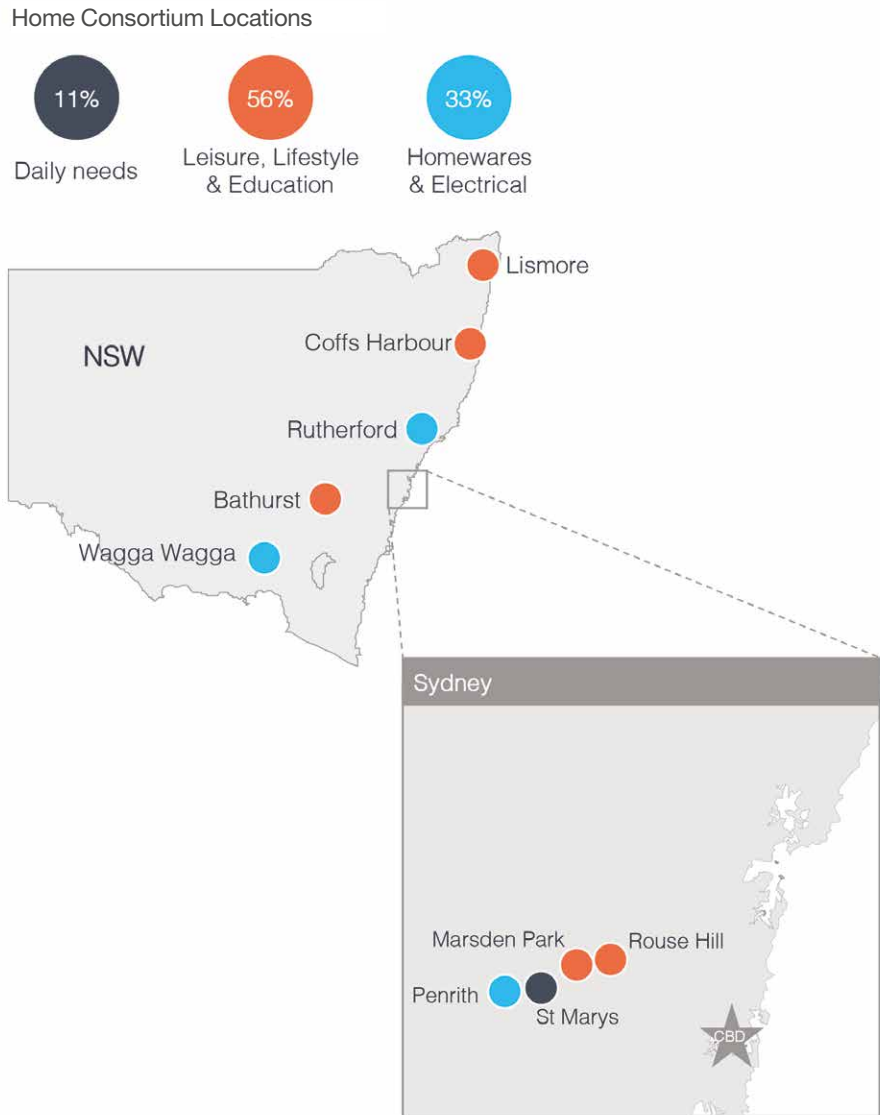 Home Consortium Locations
11%
56%
33%
Daily needs
Leisure, Lifestyle
& Education
Homewares
& Electrical
Lismore
Coffs Harbour
NSW
Rutherford
Bathurst
Wagga Wagga
Sydney
Marsden Park
Rouse Hill
Penrith
St Marys
CBD